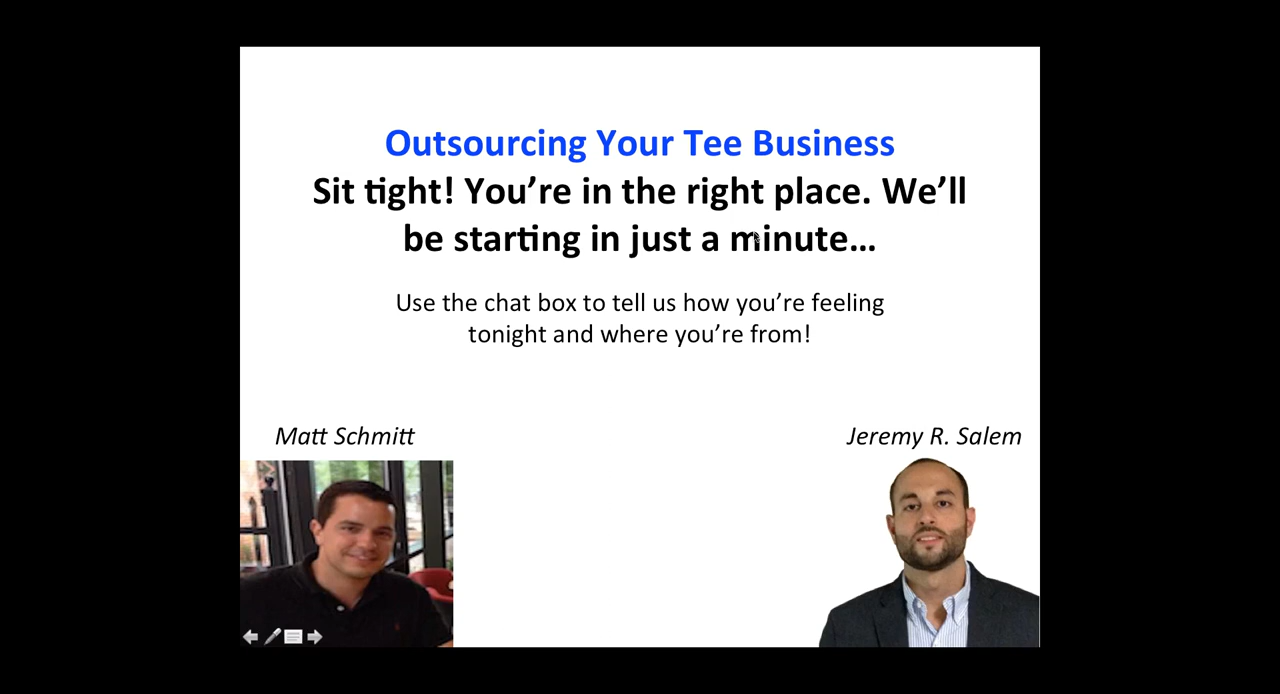 Outsourcing Your Tee Business
Sit tight! You’re in the right place. We’ll
be starting in just a minute…
Use the chat box to tell us how you’re feeling
tonight and where you’re from!
Matt Schmitt
Jeremy R. Salem